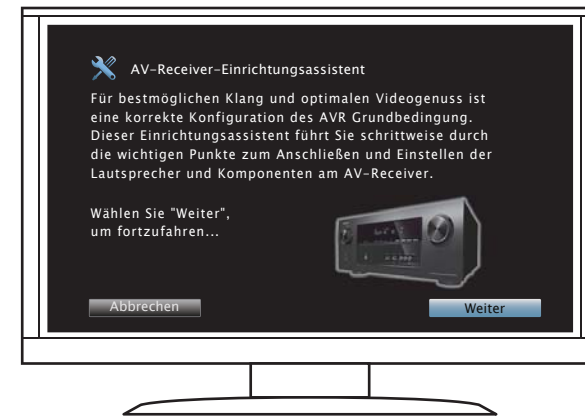 AV-Receiver-Einrichtungsassistent
Für bestmöglichen Klang und optimalen Videogenuss ist
eine korrekte Konfiguration des AVR Grundbedingung.
Dieser Einrichtungsassistent führt Sie schrittweise durch
die wichtigen Punkte zum Anschließen und Einstellen der
Lautsprecher und Komponenten am AV-Receiver.
Wählen Sie "Weiter",
um fortzufahren...
Abbrechen
Weiter